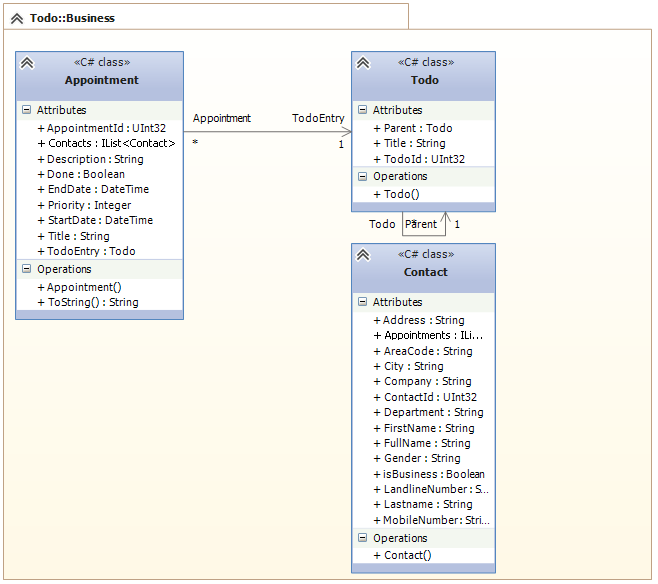 Todo::Business
«C# class»
Appointment
Attributes
+ AppointmentId : UInt32
+ Contacts : IList<Contact>
+ Description : String
+ Done : Boolean
+ EndDate : DateTime
+ Priority : Integer
+ StartDate : DateTime
+ Title : String
+ TodoEntry : Todo
Operations
+ Appointment()
+ ToString() : String
Appointment
TodoEntry
*
1
«C# class»
Todo
Attributes
+ Parent : Todo
+ Title : String
+ TodoId : UInt32
Operations
+ Todo()
Todo
*
Parent
1
«C# class»
Contact
Attributes
+ Address : String
+ Appointments : ILi...
+ AreaCode : String
+ City : String
+ Company : String
+ ContactId : UInt32
+ Department : String
+ FirstName : String
+ FullName : String
+ Gender : String
+ isBusiness : Boolean
+ LandlineNumber : S...
+ Lastname : String
+ MobileNumber : Stri...
Operations
+ Contact()